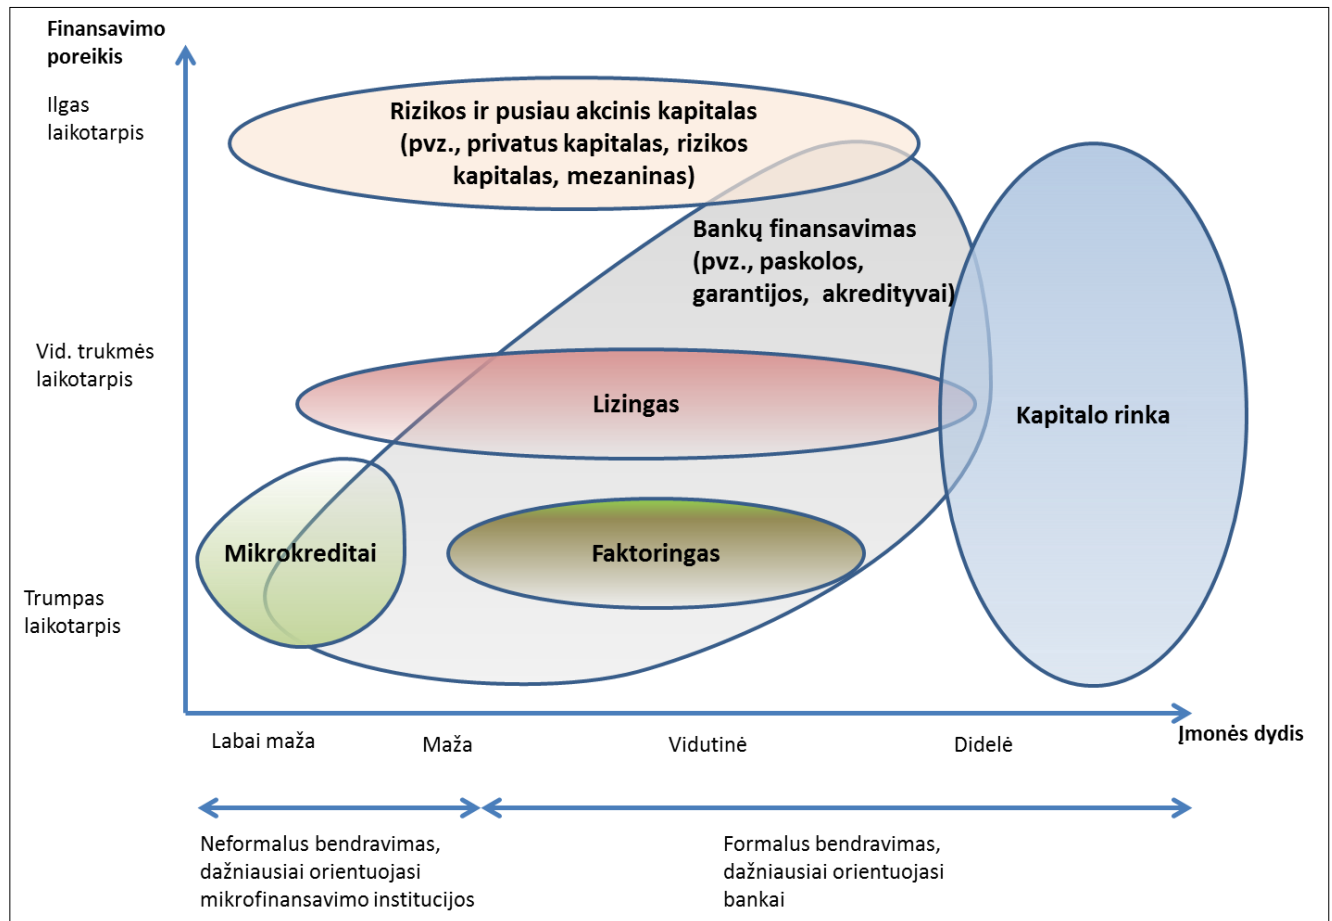 Finansavimo
poreikis
Ilgas
laikotarpis
Rizikos ir pusiau akcinis kapitalas
(pvz., privatus kapitalas, rizikos
kapitalas, mezaninas)
Bankų finansavimas
(pvz., paskolos,
garantijos, akredityvai)
Vid. trukmės
laikotarpis
Lizingas
Kapitalo rinka
Mikrokreditai
Faktoringas
Trumpas
laikotarpis
Labai maža
Maža
Vidutinė
Didelė
Įmonės dydis
Neformalus bendravimas,
dažniausiai orientuojasi
mikrofinansavimo institucijos
Formalus bendravimas,
dažniausiai orientuojasi
bankai